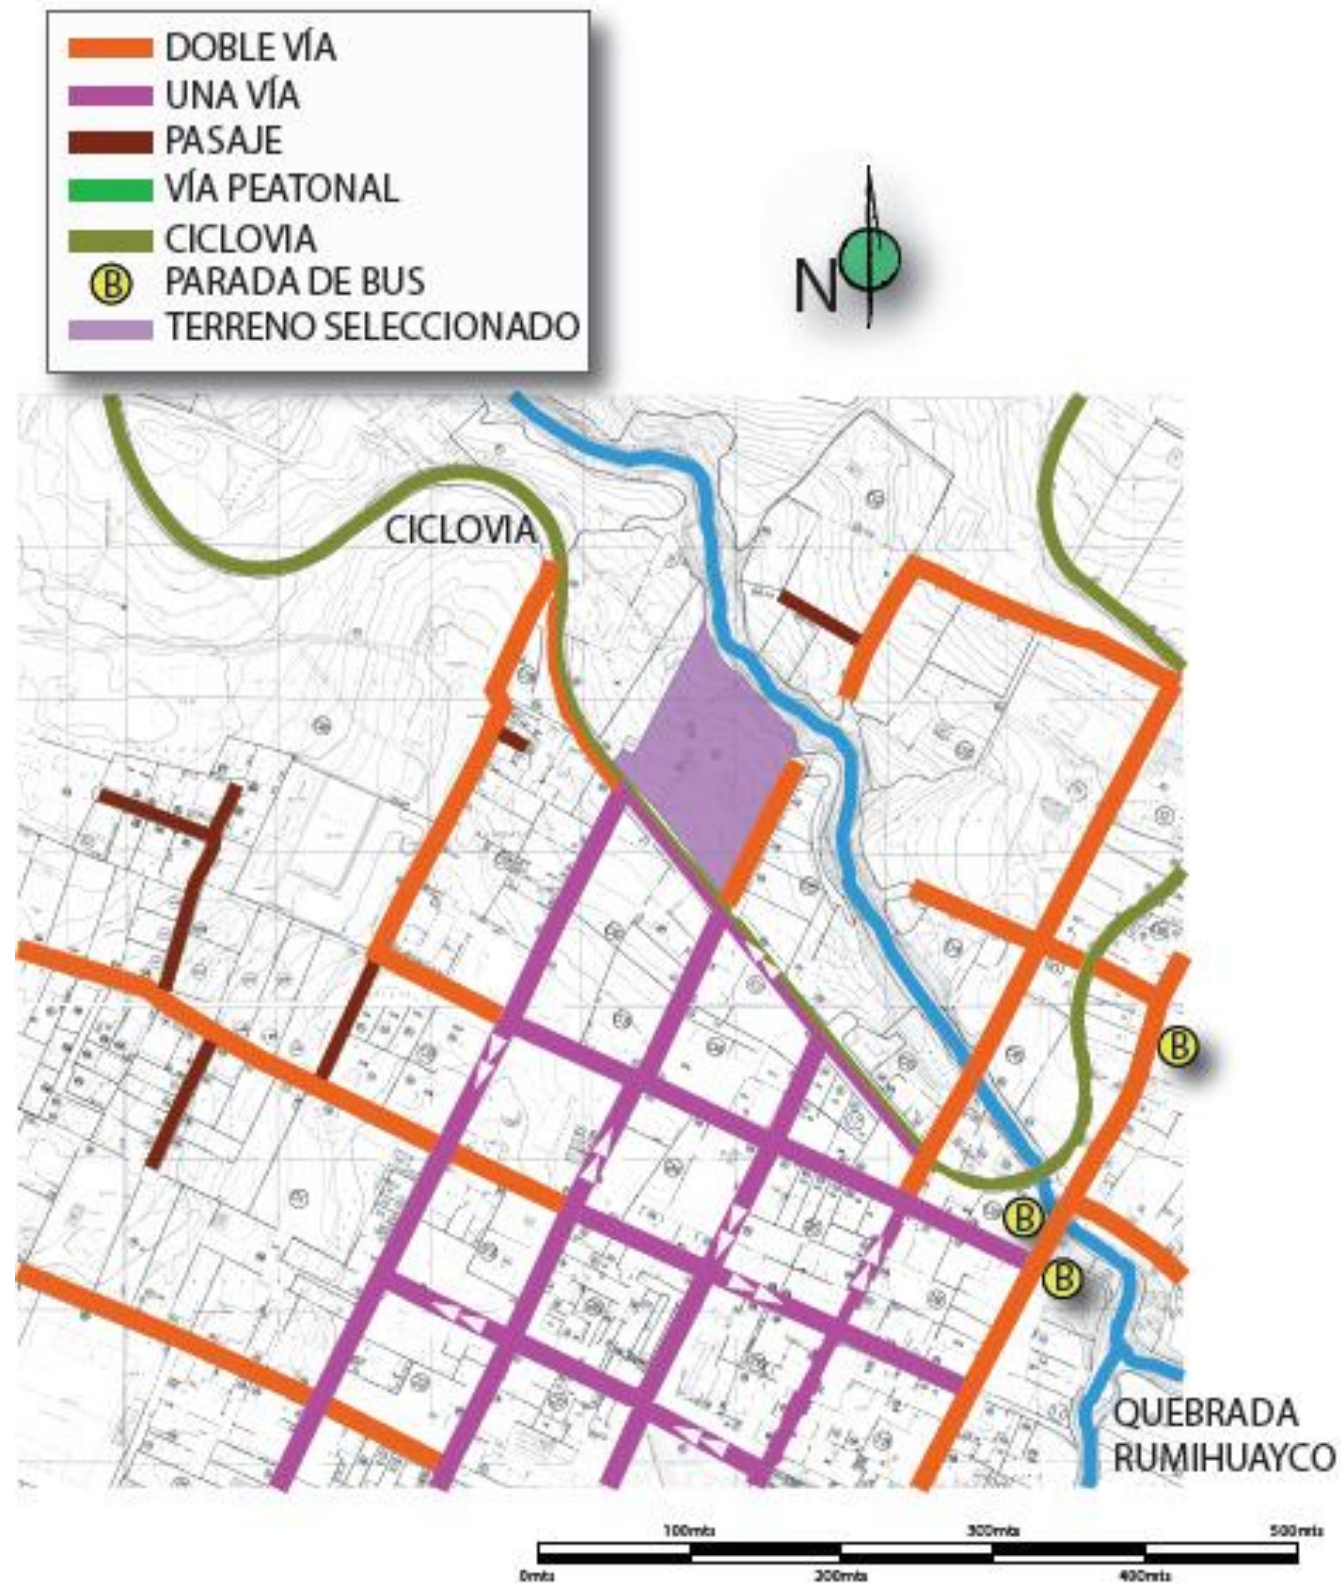 DOBLE VÍA
UNA VÍA
PASAJE
VÍA PEATONAL
CICLOVIA
B PARADA DE BUS
TERRENO SELECCIONADO
N
CICLOVIA
B
B
B
QUEBRADA
RUMIHUAYCO
100mts 300mts 500mts
0mts 200mts 400mts